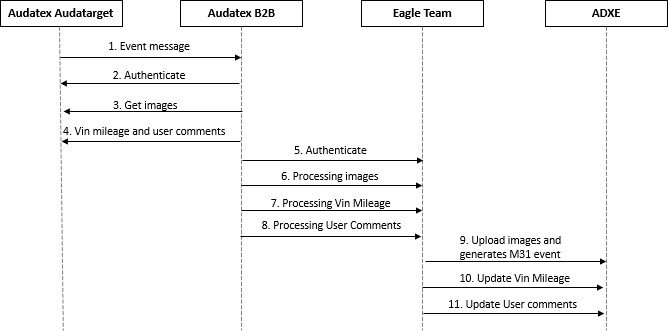 Audatex Audatarget
Audatex B2B
Eagle Team
ADXE
1. Event message
2. Authenticate
3. Get images
4. Vin mileage and user comments
5. Authenticate
6. Processing images
7. Processing Vin Mileage
8. Processing User Comments
9. Upload images and
generates M31 event
10. Update Vin Mileage
11. Update User comments